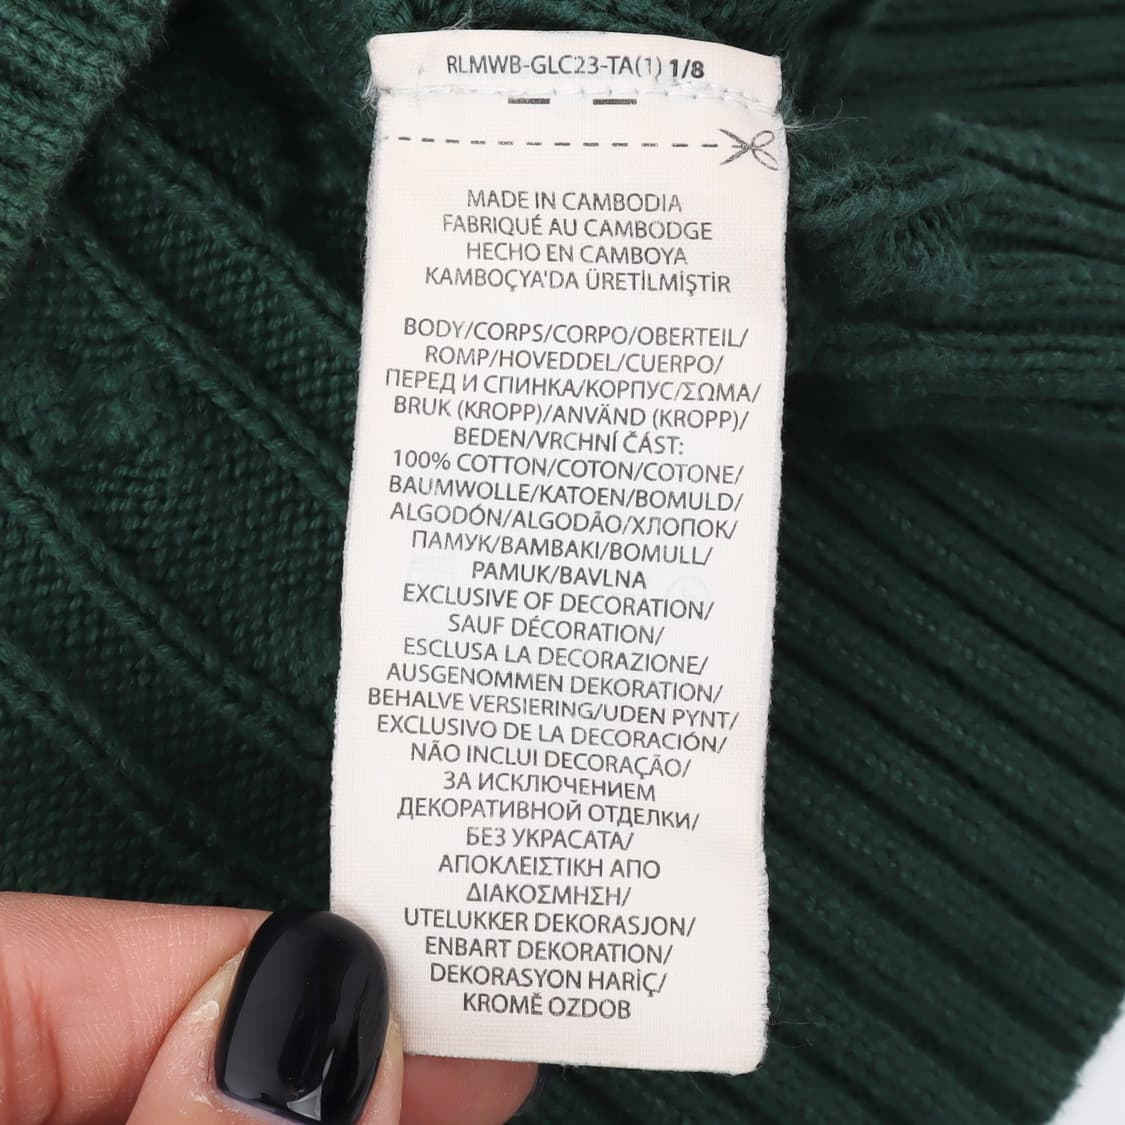 RLMWB-GLC23-TA(1) 1/8
MADE IN CAMBODIA
FABRIQUÉ AU CAMBODGE
HECHO EN CAMBOYA
KAMBOÇYA'DA ÜRETİLMİŞTİR
BODY/CORPS/CORPO/OBERTEIL/
ROMP/HOVEDDEL/CUERPO/
ПЕРЕД И СПИНКА/КОРПУС/ΣΩΜΑ/
BRUK (KROPP)/ANVÄND (KROPP)/
BEDEN/VRCHNÍ ČÁST:
100% COTTON/COTON/COTONE/
BAUMWOLLE/KATOEN/BOMULD/
ALGODÓN/ALGODÃO/ХЛОПОК/
ПАМУК/ΒΑΜΒΑΚΙ/BOMULL/
PAMUK/BAVLNA
EXCLUSIVE OF DECORATION/
SAUF DÉCORATION/
ESCLUSA LA DECORAZIONE/
AUSGENOMMEN DEKORATION/
BEHALVE VERSIERING/UDEN PYNT/
EXCLUSIVO DE LA DECORACIÓN/
NÃO INCLUI DECORAÇÃO/
ЗА ИСКЛЮЧЕНИЕМ
ДЕКОРАТИВНОЙ ОТДЕЛКИ/
БЕЗ УКРАСАТА/
ΑΠΟΚΛΕΙΣΤΙΚΗ ΑΠΟ
ΔΙΑΚΟΣΜΗΣΗ/
UTELUKKER DEKORASJON/
ENBART DEKORATION/
DEKORASYON HARİÇ/
KROMĚ OZDOB